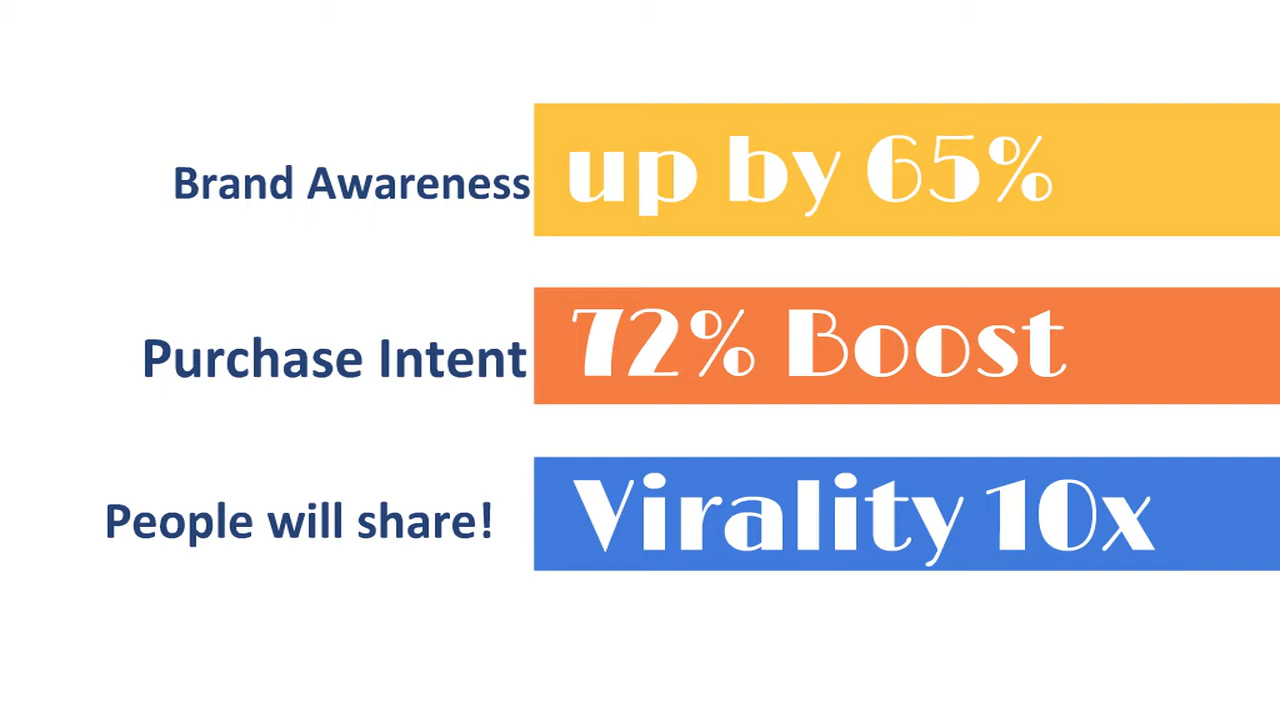 Brand Awareness up by 65%
Purchase Intent 72% Boost
People will share! Virality 10x